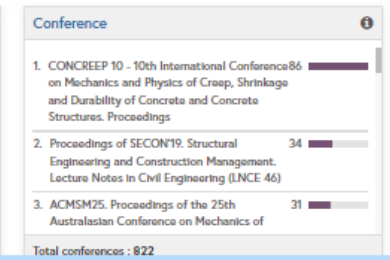 Conference
1. CONCREEP 10 - 10th International Conference 86
on Mechanics and Physics of Creep, Shrinkage
and Durability of Concrete and Concrete
Structures. Proceedings
2. Proceedings of SECON'19. Structural 34
Engineering and Construction Management.
Lecture Notes in Civil Engineering (LNCE 46)
3. ACMSM25. Proceedings of the 25th 31
Australasian Conference on Mechanics of
Total conferences : 822